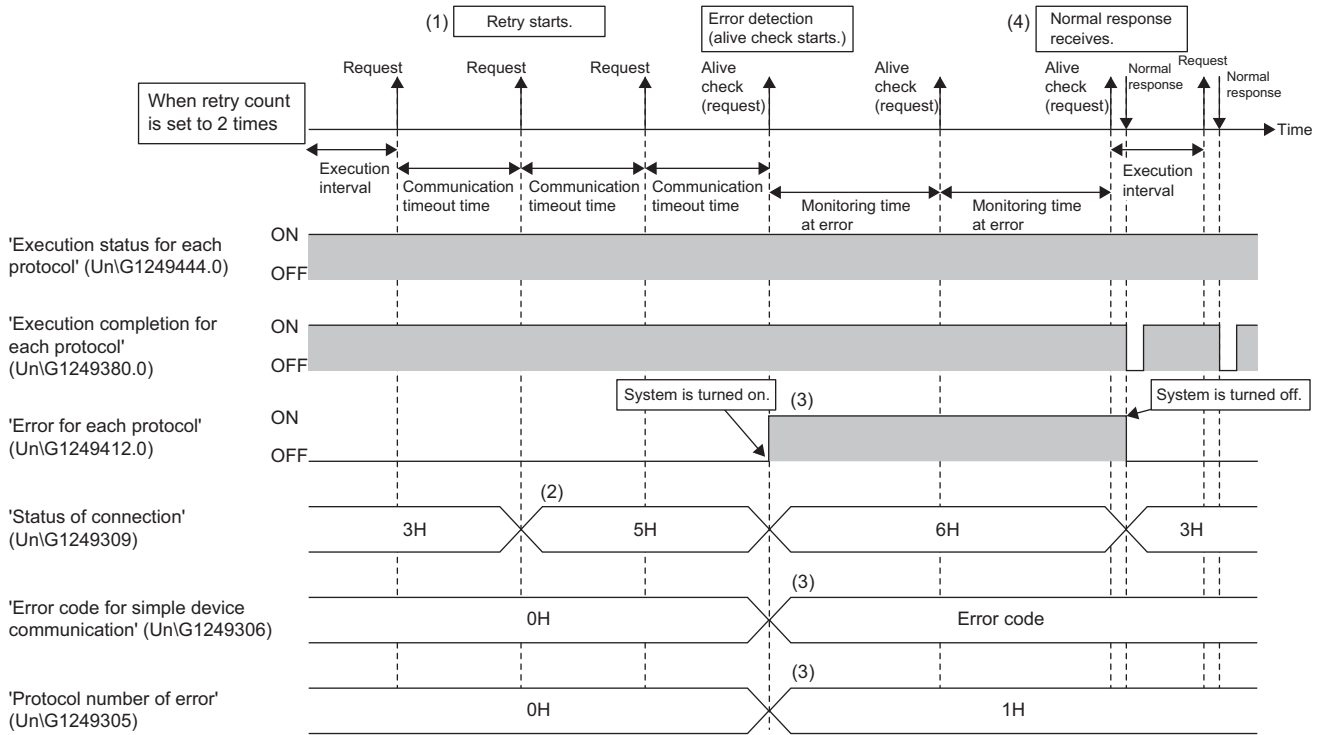 (1) Retry starts.
Error detection
(alive check starts.)
(4) Normal response
receives.
When retry count
is set to 2 times
Request
Request
Request
Alive
check
(request)
Alive
check
(request)
Alive
check
(request)
Normal
response
Request
Normal
response
Time
Execution
interval
Communication
timeout time
Communication
timeout time
Communication
timeout time
Monitoring time
at error
Monitoring time
at error
Execution
interval
'Execution status for each
protocol' (Un\G1249444.0)
ON
OFF
'Execution completion for
each protocol'
(Un\G1249380.0)
ON
OFF
System is turned on.
(3)
System is turned off.
'Error for each protocol'
(Un\G1249412.0)
ON
OFF
'Status of connection'
(Un\G1249309)
3H
(2)
5H
6H
3H
'Error code for simple device
communication' (Un\G1249306)
0H
(3)
Error code
'Protocol number of error'
(Un\G1249305)
0H
(3)
1H